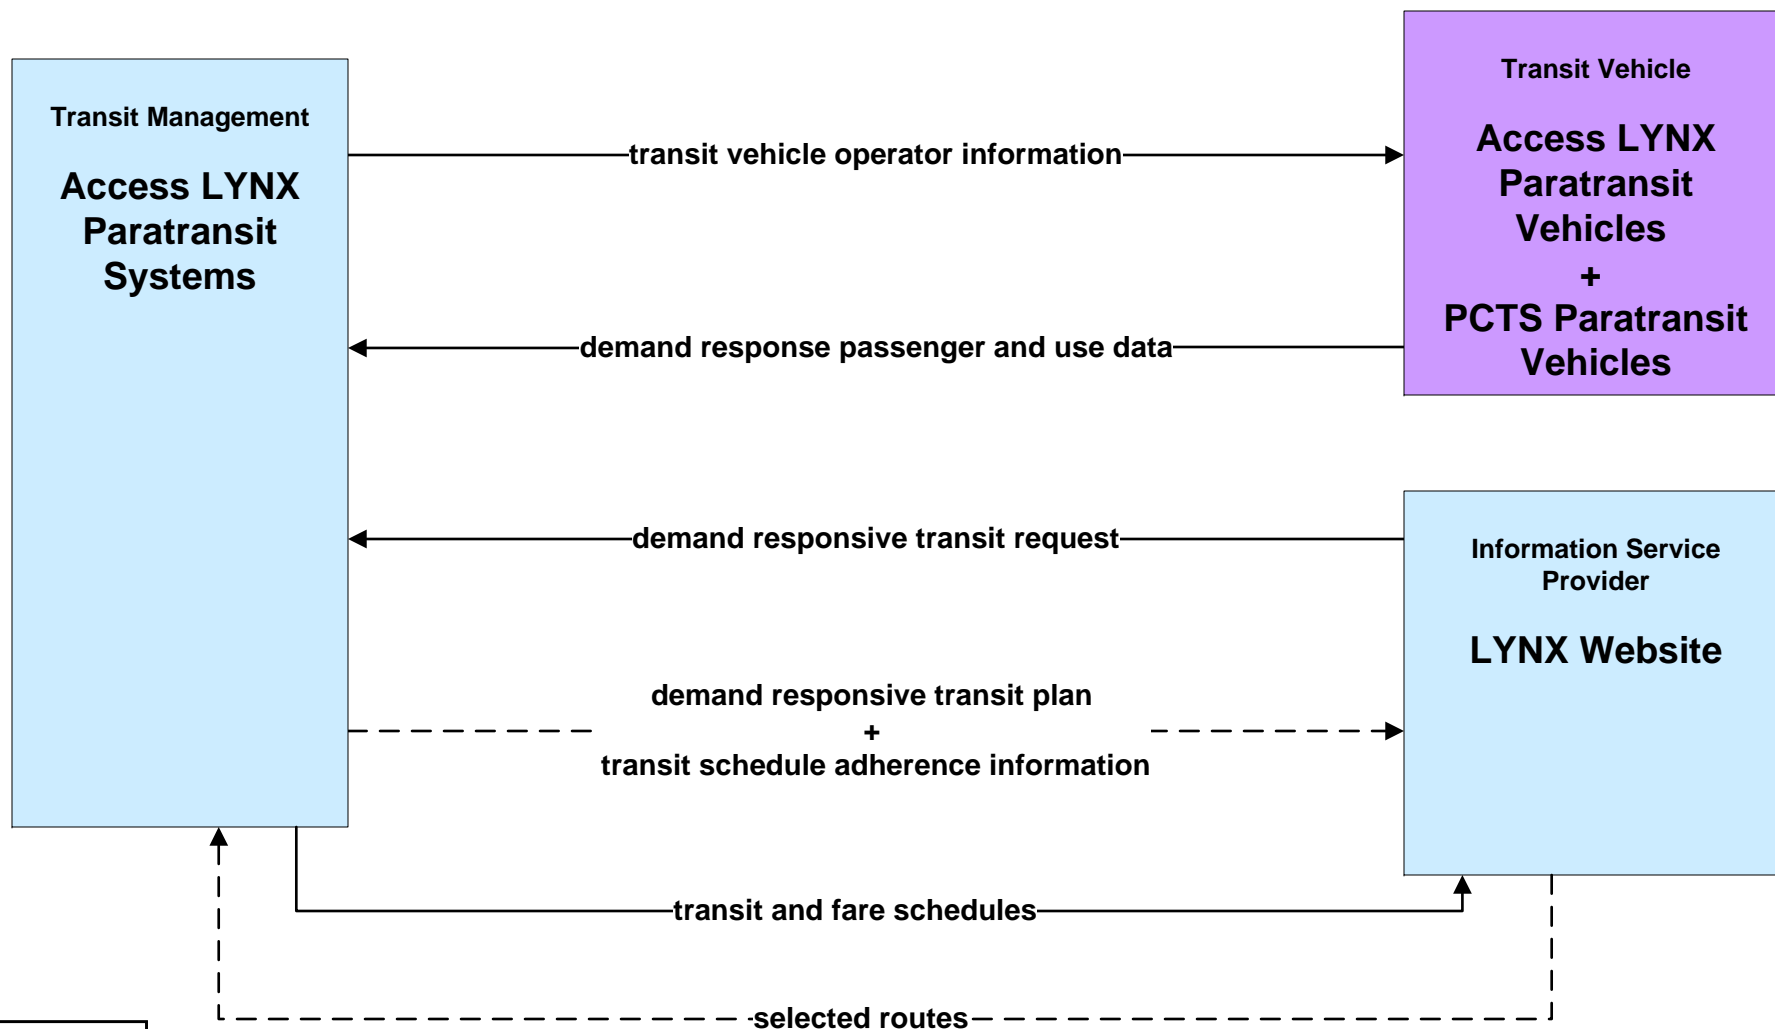 Transit Management
Access LYNX
Paratransit
Systems
transit vehicle operator information
Transit Vehicle
Access LYNX
Paratransit
Vehicles
+
PCTS Paratransit
Vehicles
demand response passenger and use data
demand responsive transit request
Information Service
Provider
LYNX Website
demand responsive transit plan
+
transit schedule adherence information
transit and fare schedules
selected routes